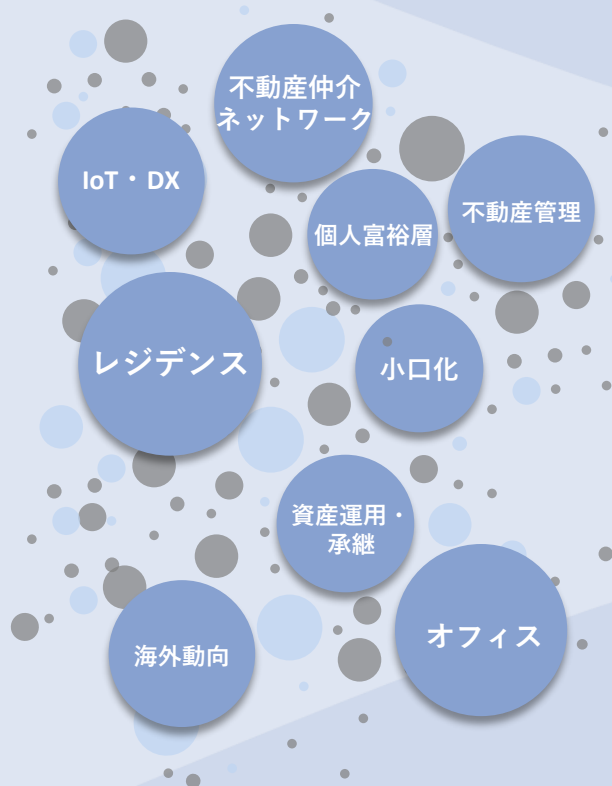 不動産仲介
ネットワーク
IoT・DX
不動産管理
個人富裕層
レジデンス
小口化
資産運用・
承継
オフィス
海外動向